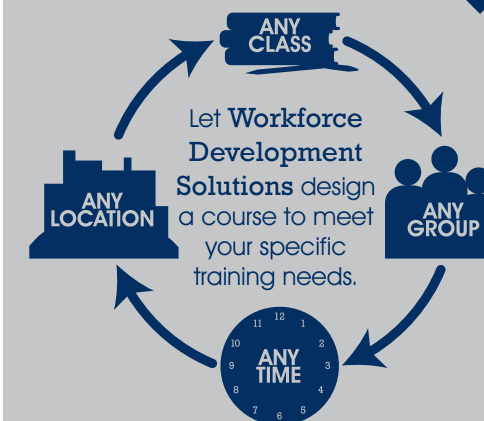 ANY
CLASS
Let Workforce
Development
Solutions design
a course to meet
your specific
training needs.
ANY
LOCATION
ANY
GROUP
ANY
TIME
12
1
2
3
4
5
6
7
8
9
10
11